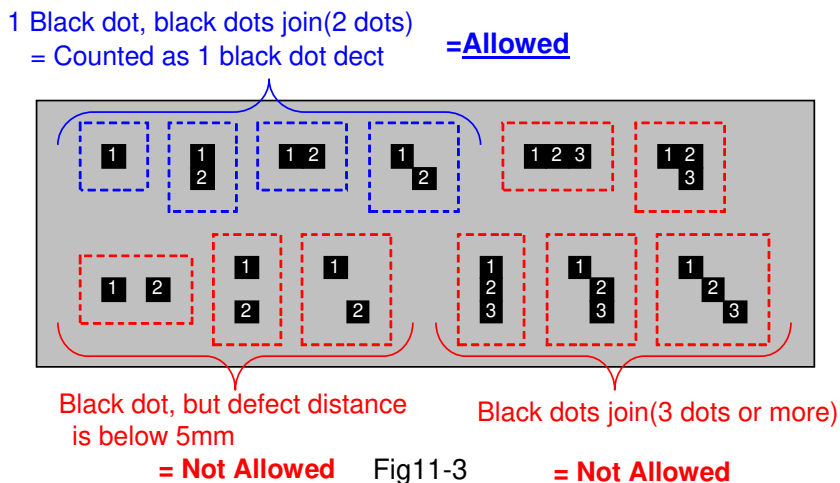 1 Black dot, black dots join(2 dots)
= Counted as 1 black dot dect
=Allowed
1
1
2
1 2
1
2
1 2 3
1 2
3
1 2
1
2
1
2
1
2
3
1
2
3
1
2
3
Black dot, but defect distance
is below 5mm
= Not Allowed
Fig11-3
Black dots join(3 dots or more)
= Not Allowed